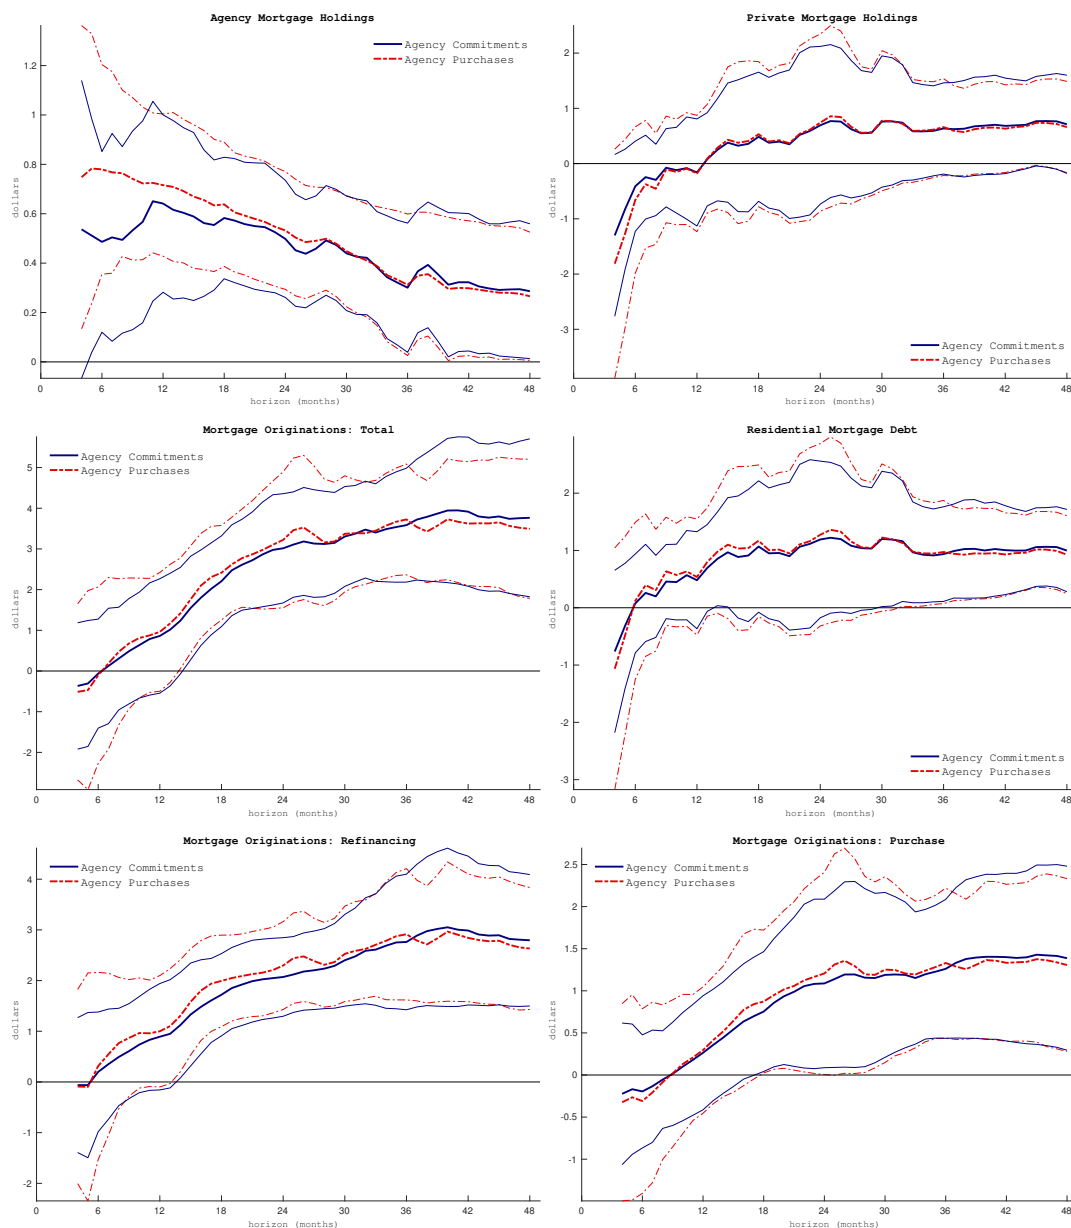 Agency Mortgage Holdings
Agency Commitments
Agency Purchases
dollars
1.2
1
0.8
0.6
0.4
0.2
0
0 6 12 18 24 30 36 42 48
horizon (months)
Private Mortgage Holdings
Agency Commitments
Agency Purchases
dollars
2
1
0
-1
-2
-3
0 6 12 18 24 30 36 42 48
horizon (months)
Mortgage Originations: Total
Agency Commitments
Agency Purchases
dollars
5
4
3
2
1
0
-1
-2
0 6 12 18 24 30 36 42 48
horizon (months)
Residential Mortgage Debt
Agency Commitments
Agency Purchases
dollars
2
1
0
-1
-2
-3
0 6 12 18 24 30 36 42 48
horizon (months)
Mortgage Originations: Refinancing
Agency Commitments
Agency Purchases
dollars
4
3
2
1
0
-1
-2
0 6 12 18 24 30 36 42 48
horizon (months)
Mortgage Originations: Purchase
Agency Commitments
Agency Purchases
dollars
2.5
2
1.5
1
0.5
0
-0.5
-1
0 6 12 18 24 30 36 42 48
horizon (months)